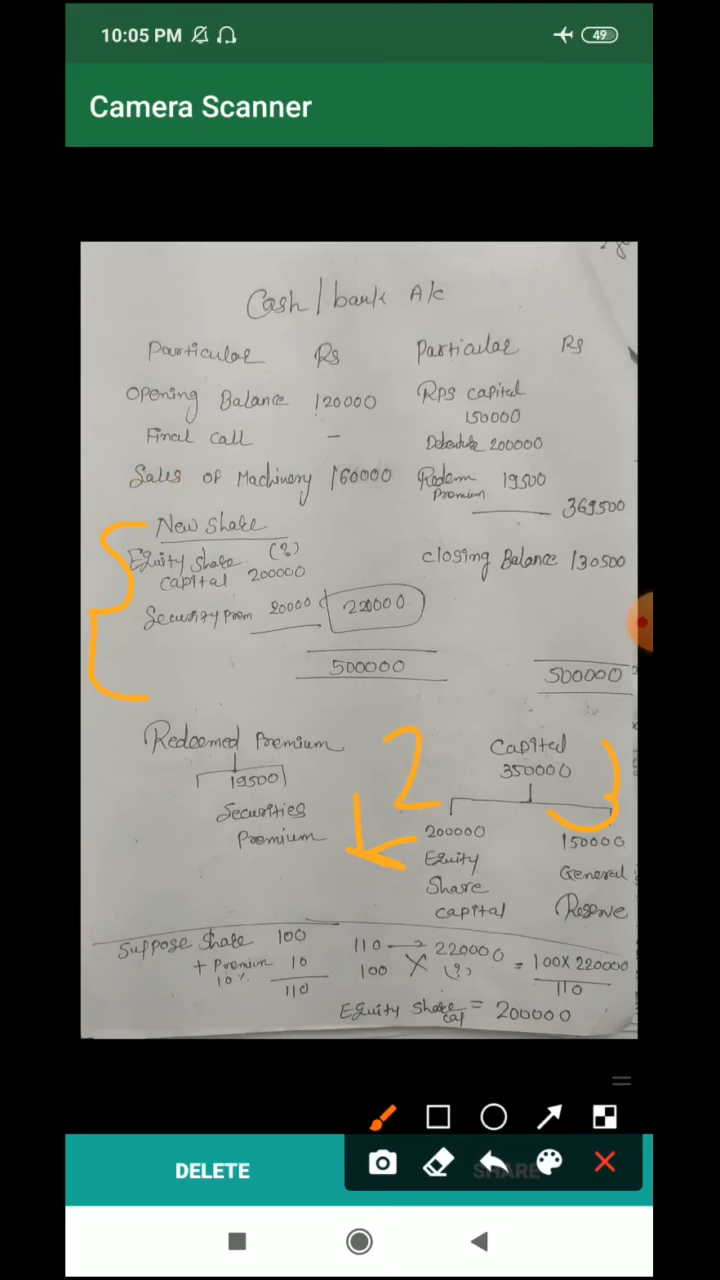 10:05 PM
49
Camera Scanner
Cash/bank A/c
Particular Rs Particular Rs
Opening Balance 120000 RPS capital
150000
Final call — Debenture 200000
Sales of Machinery 160000 Redem 19500
Premium
369500
New share
Equity share (?)
capital 200000
closing Balance 130500
Security Prem 20000 220000
500000 500000
Redeemed Premium
19500
Securities
Premium
2
Capital
350000
200000
Equity
Share
capital
150000
General
Reserve
Suppose Share 100
+ Premium 10
10%
110
110 → 220000
100 (?)
= 100X 220000
110
Equity Share = 200000
cap
DELETE
SHARE